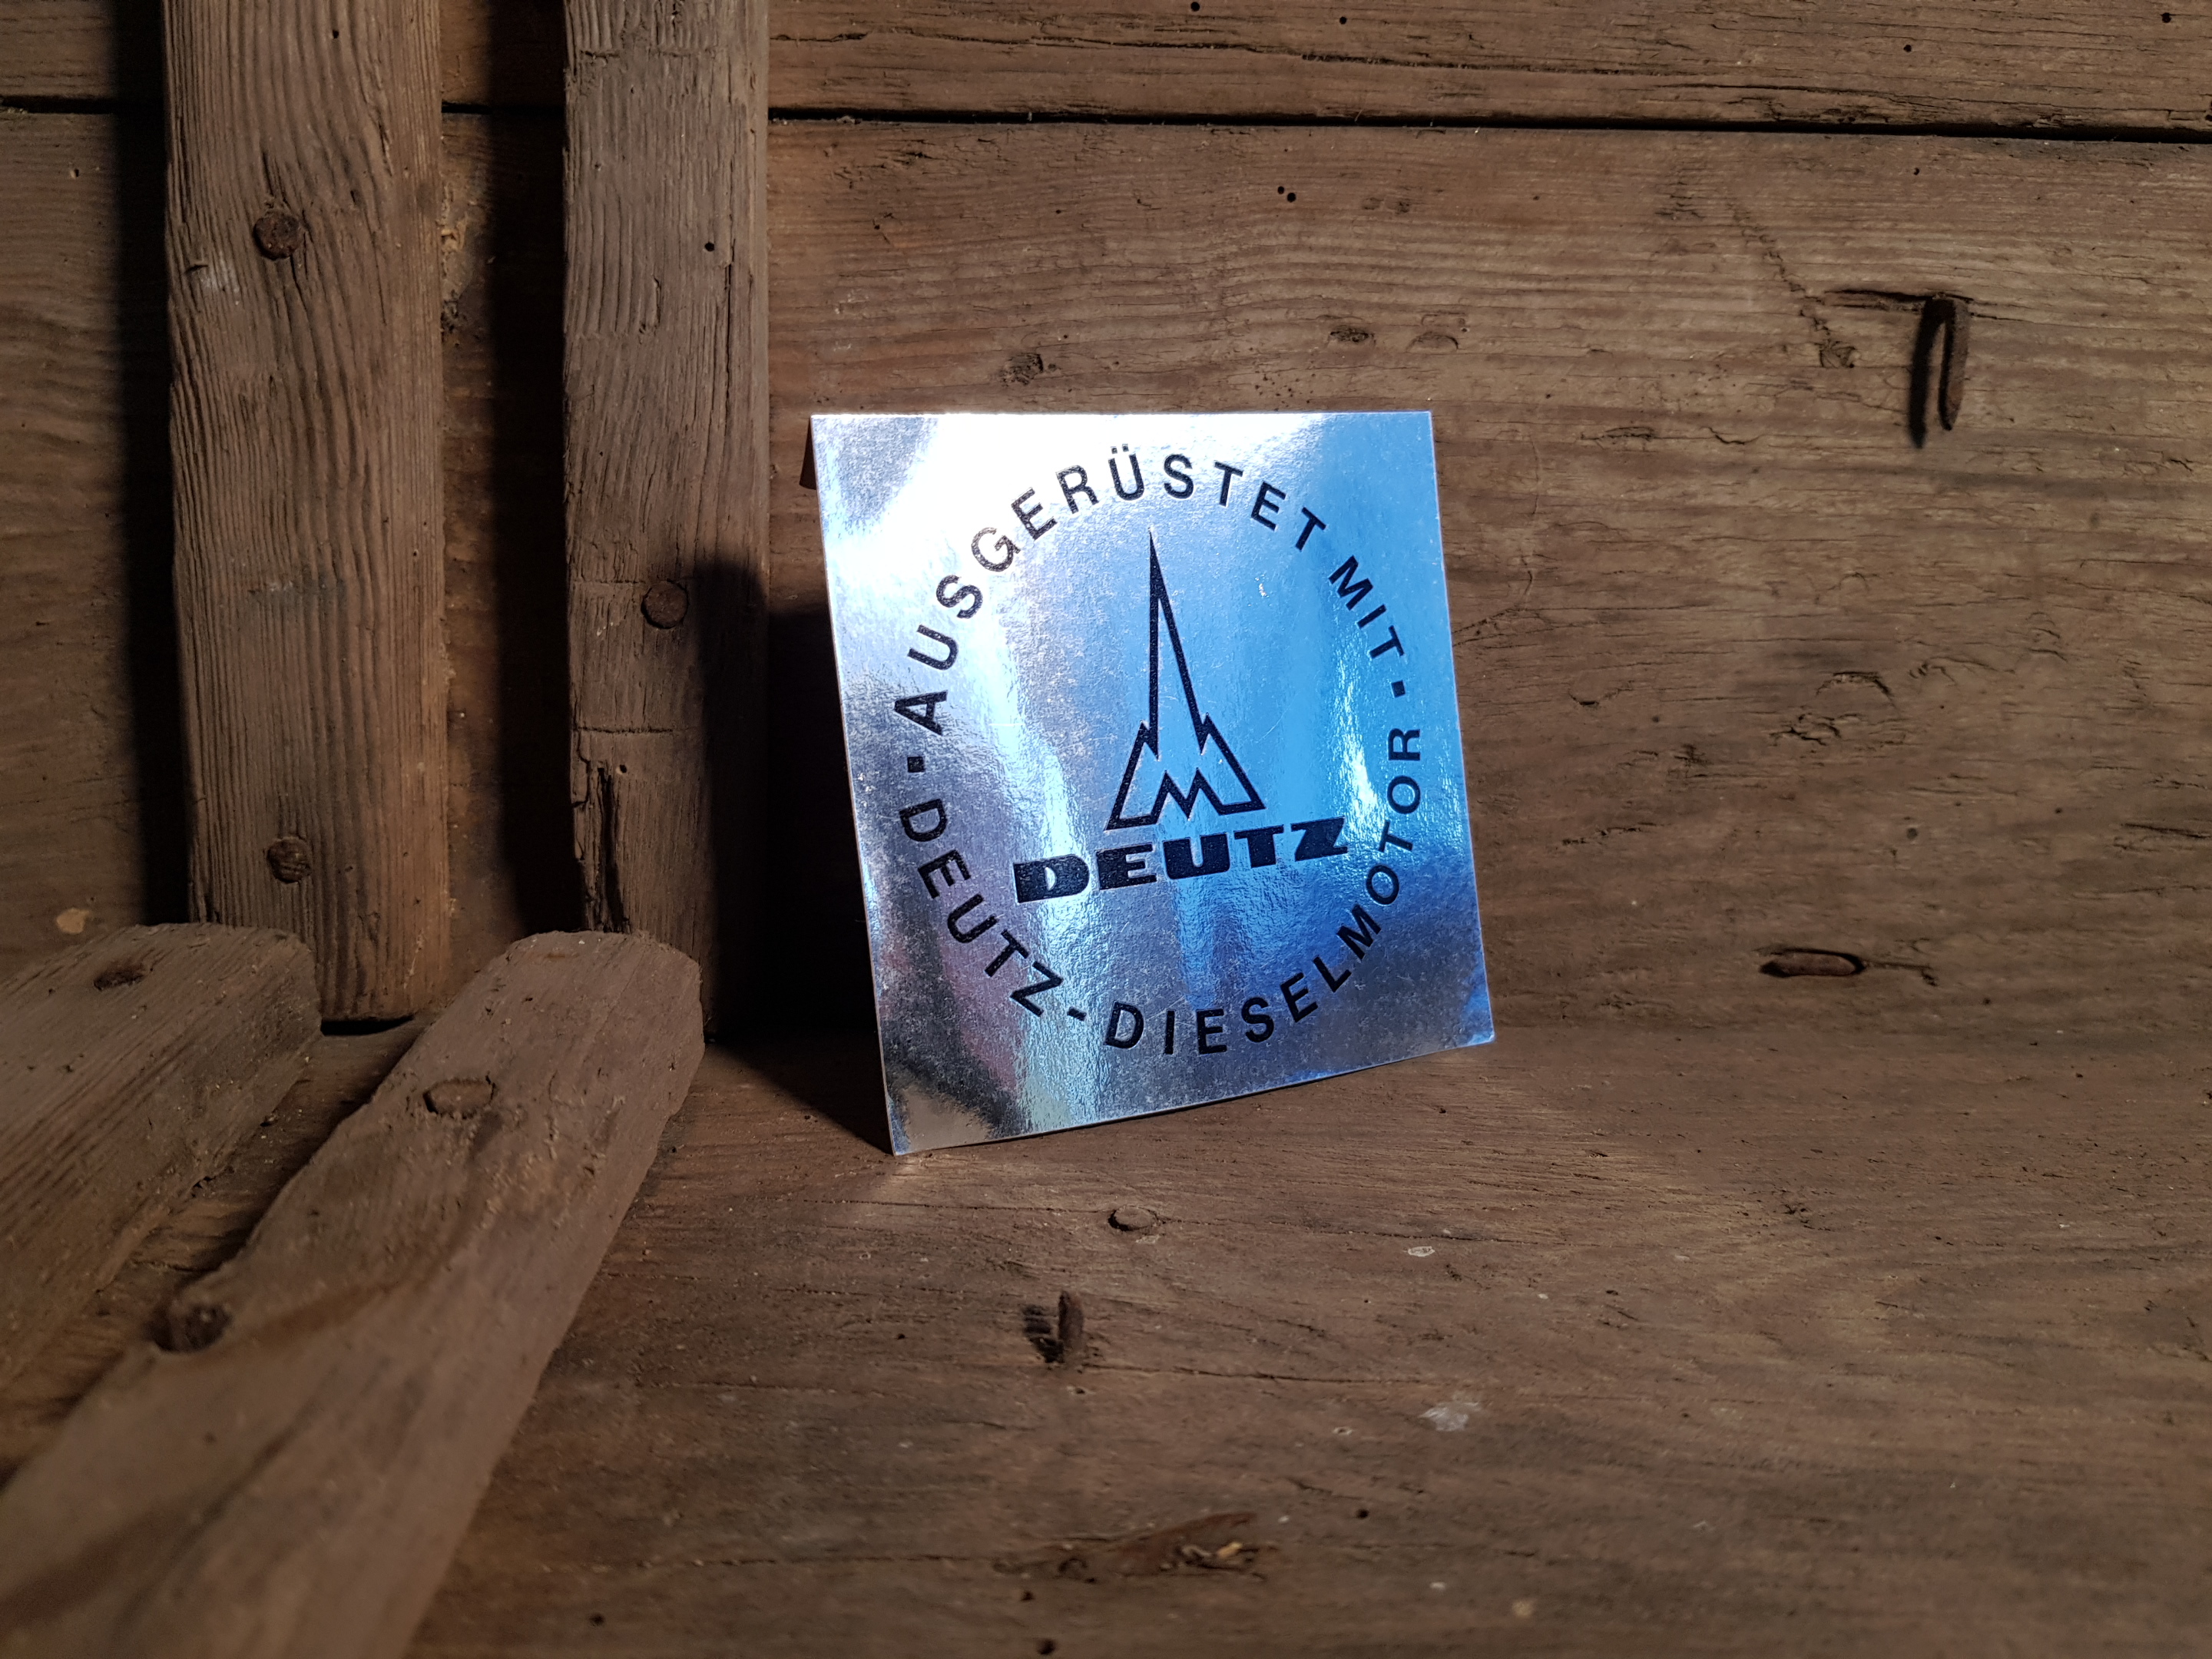 · AUSGERÜSTET MIT ·
DEUTZ
DEUTZ-DIESELMOTOR